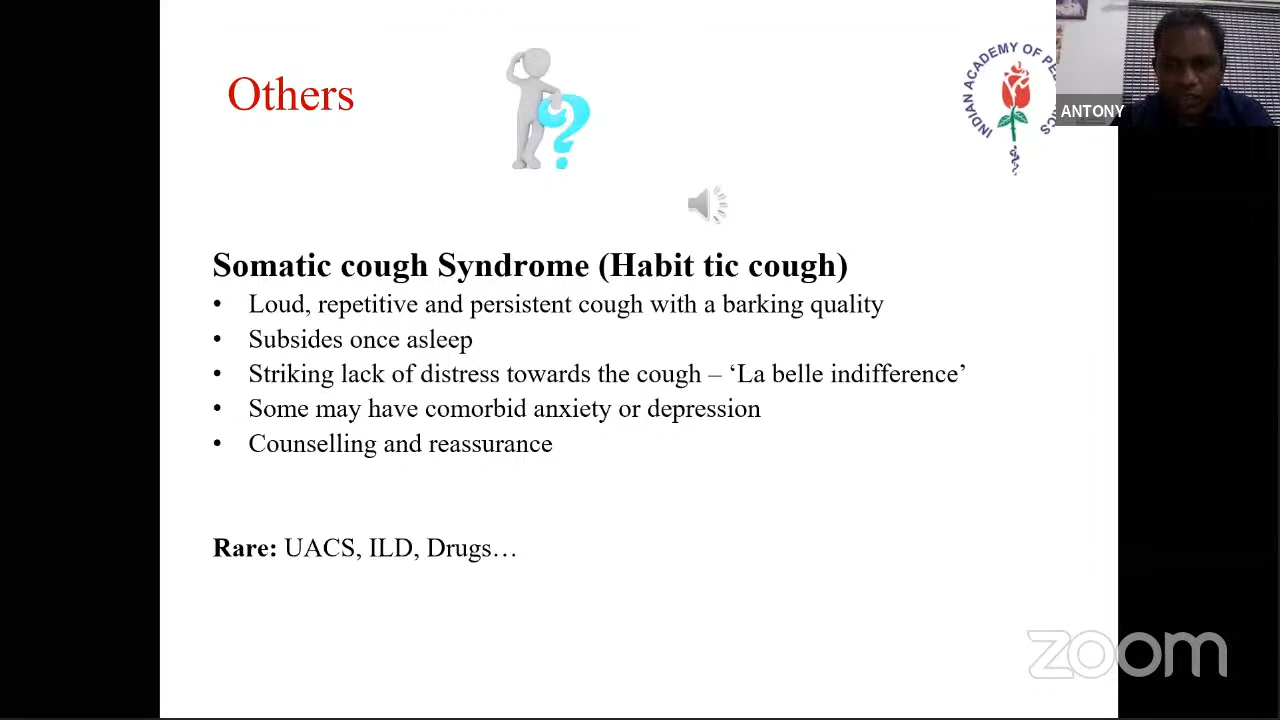 Others
INDIAN ACADEMY OF PE
ICS
ANTONY
Somatic cough Syndrome (Habit tic cough)
• Loud, repetitive and persistent cough with a barking quality
• Subsides once asleep
• Striking lack of distress towards the cough – ‘La belle indifference’
• Some may have comorbid anxiety or depression
• Counselling and reassurance
Rare: UACS, ILD, Drugs…
zoom